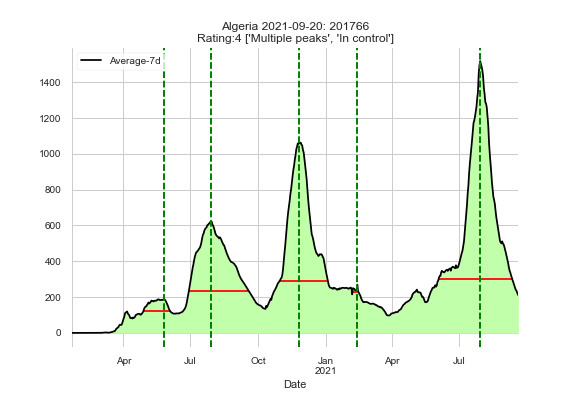 Algeria 2021-09-20: 201766
Rating:4 ['Multiple peaks', 'In control']
Average-7d
1400
1200
1000
800
600
400
200
0
Apr Jul Oct Jan Apr Jul
2021
Date